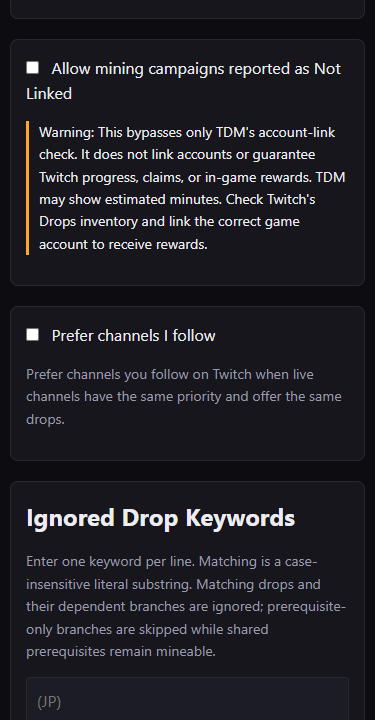 Allow mining campaigns reported as Not
Linked
Warning: This bypasses only TDM's account-link
check. It does not link accounts or guarantee
Twitch progress, claims, or in-game rewards. TDM
may show estimated minutes. Check Twitch's
Drops inventory and link the correct game
account to receive rewards.
Prefer channels I follow
Prefer channels you follow on Twitch when live
channels have the same priority and offer the same
drops.
Ignored Drop Keywords
Enter one keyword per line. Matching is a case-
insensitive literal substring. Matching drops and
their dependent branches are ignored; prerequisite-
only branches are skipped while shared
prerequisites remain mineable.
(JP)